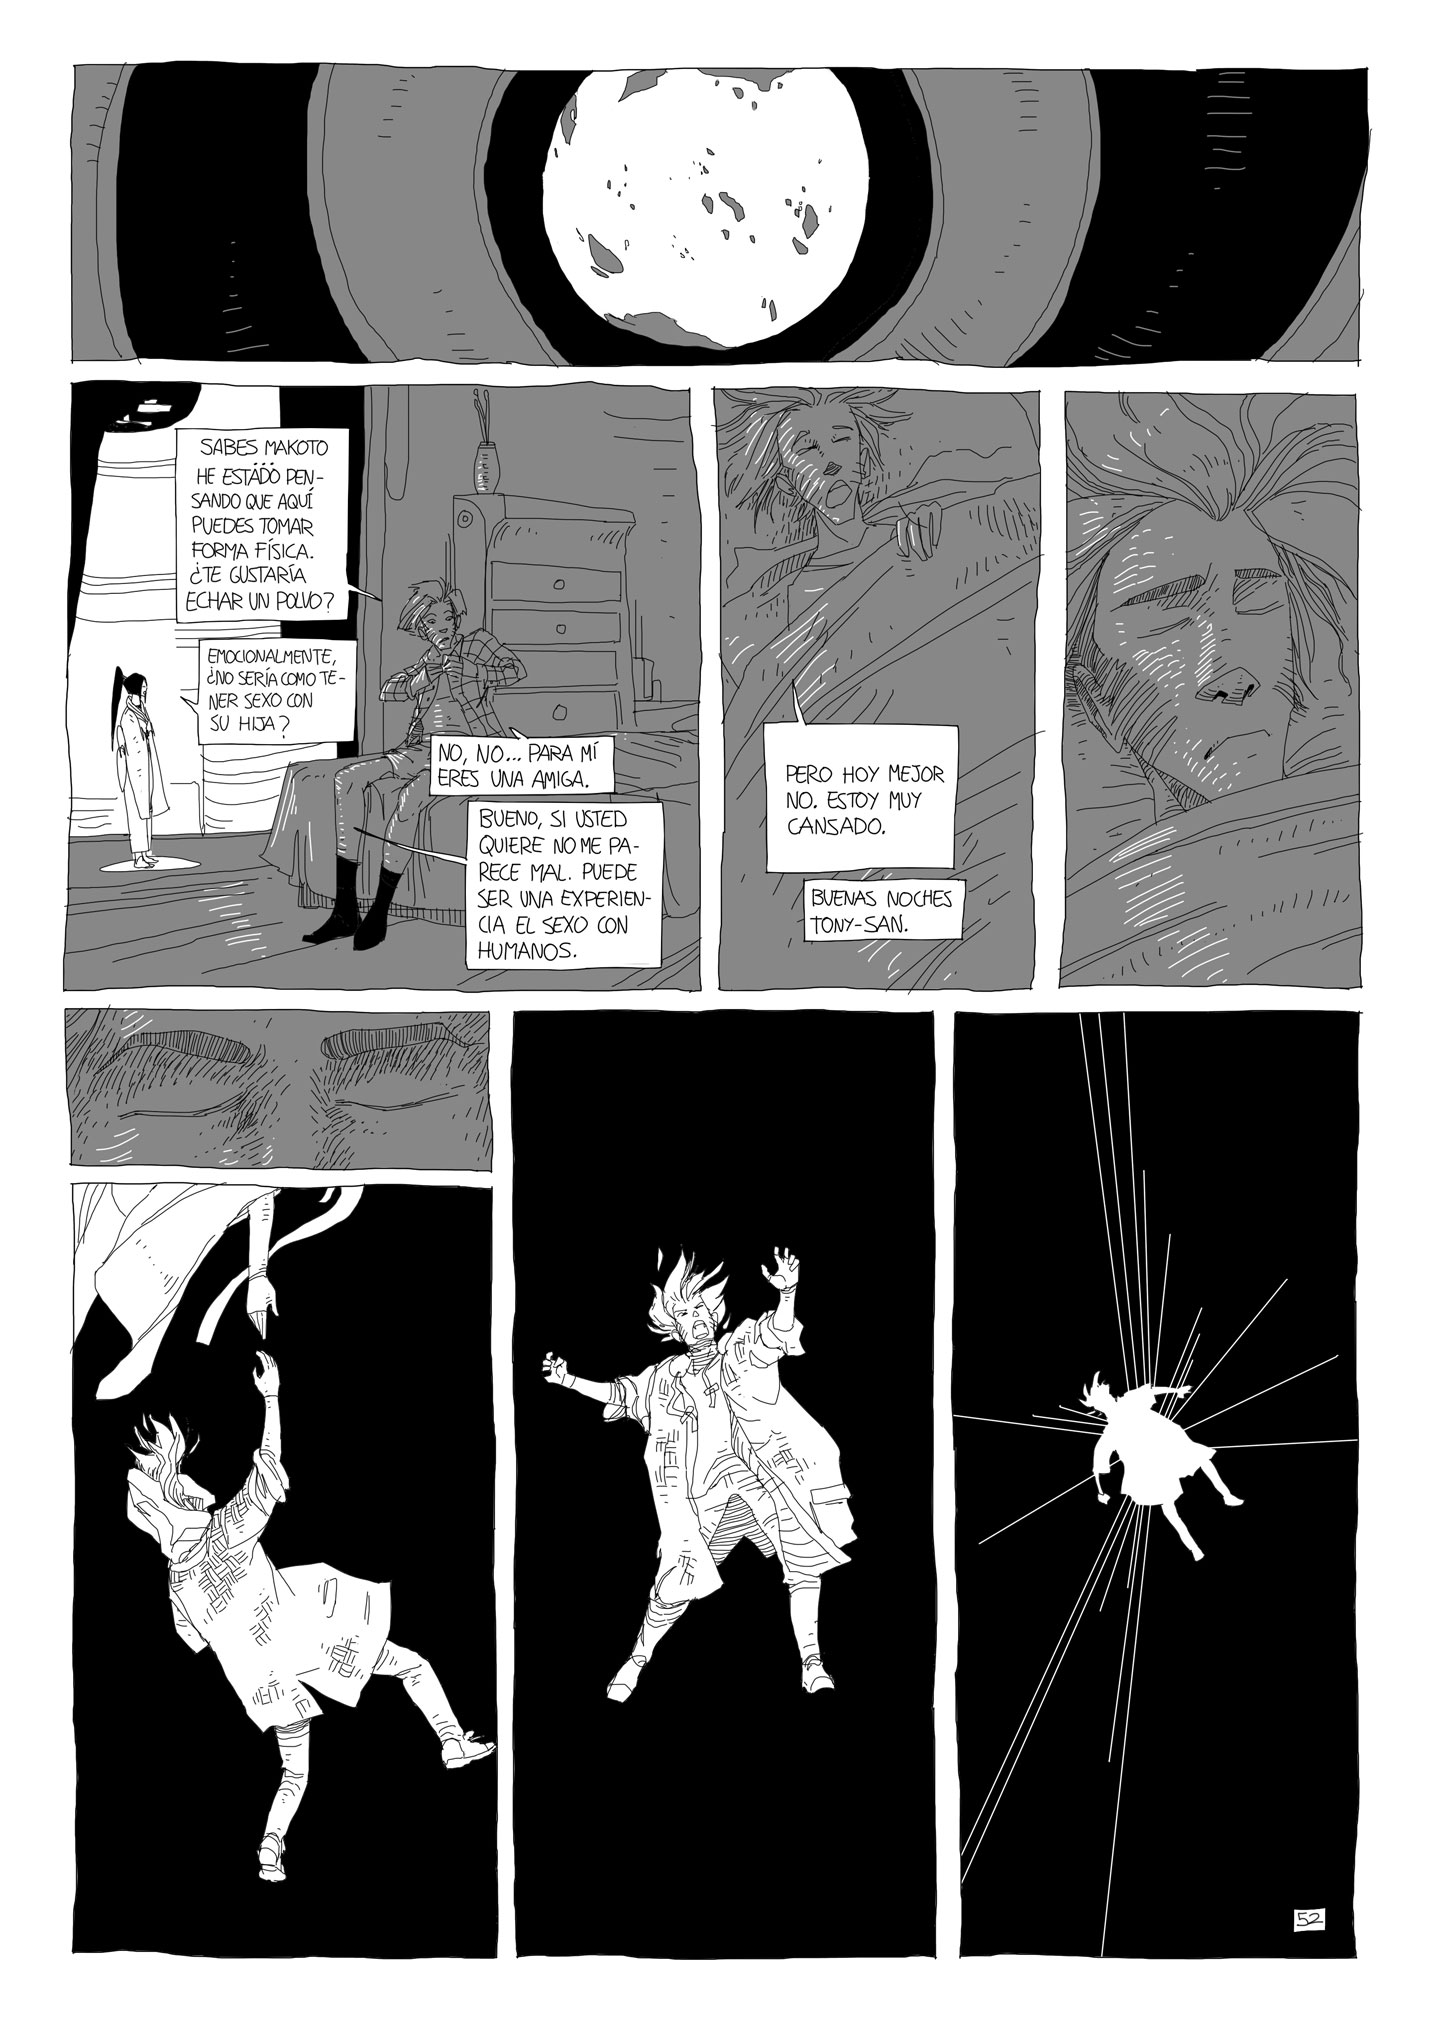 SABES MAKOTO
HE ESTADO PEN-
SANDO QUE AQUÍ
PUEDES TOMAR
FORMA FÍSICA.
¿TE GUSTARÍA
ECHAR UN POLVO?
EMOCIONALMENTE,
¿NO SERÍA COMO TE-
NER SEXO CON
SU HIJA?
NO, NO... PARA MÍ
ERES UNA AMIGA.
BUENO, SI USTED
QUIERE NO ME PA-
RECE MAL. PUEDE
SER UNA EXPERIEN-
CIA EL SEXO CON
HUMANOS.
PERO HOY MEJOR
NO. ESTOY MUY
CANSADO.
BUENAS NOCHES
TONY-SAN.
52